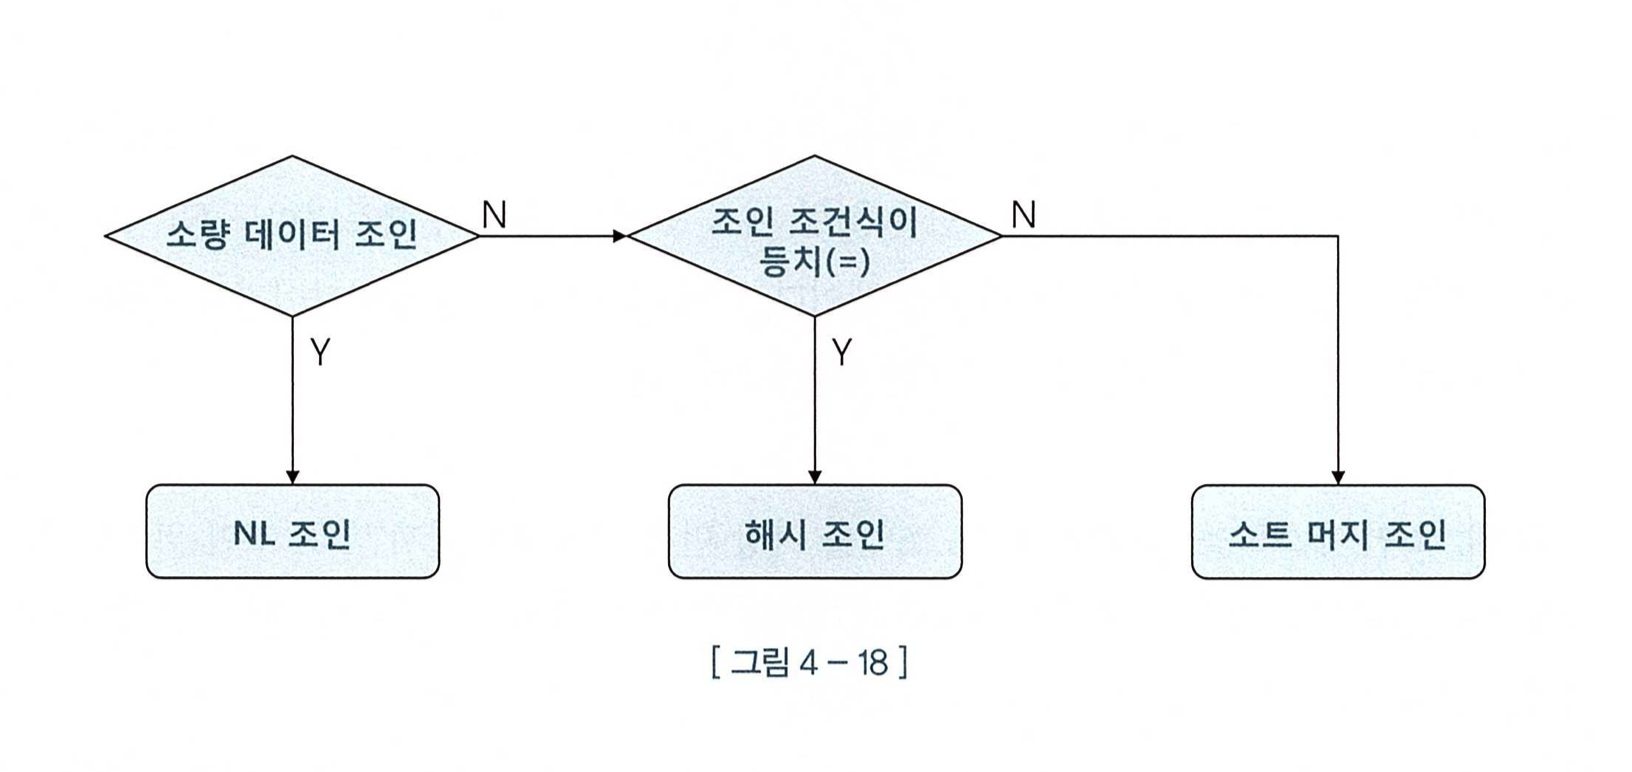 소량 데이터 조인
N
조인 조건식이
등치(=)
N
Y
Y
NL 조인
해시 조인
소트 머지 조인
[ 그림 4 – 18 ]